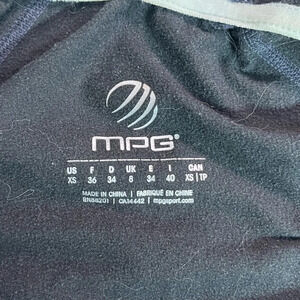 MPG
US F D UK E I CAN
XS 36 34 8 34 40 XS | TP
MADE IN CHINA | FABRIQUÉ EN CHINE
RN88201 | CA34442 | mpgsport.com